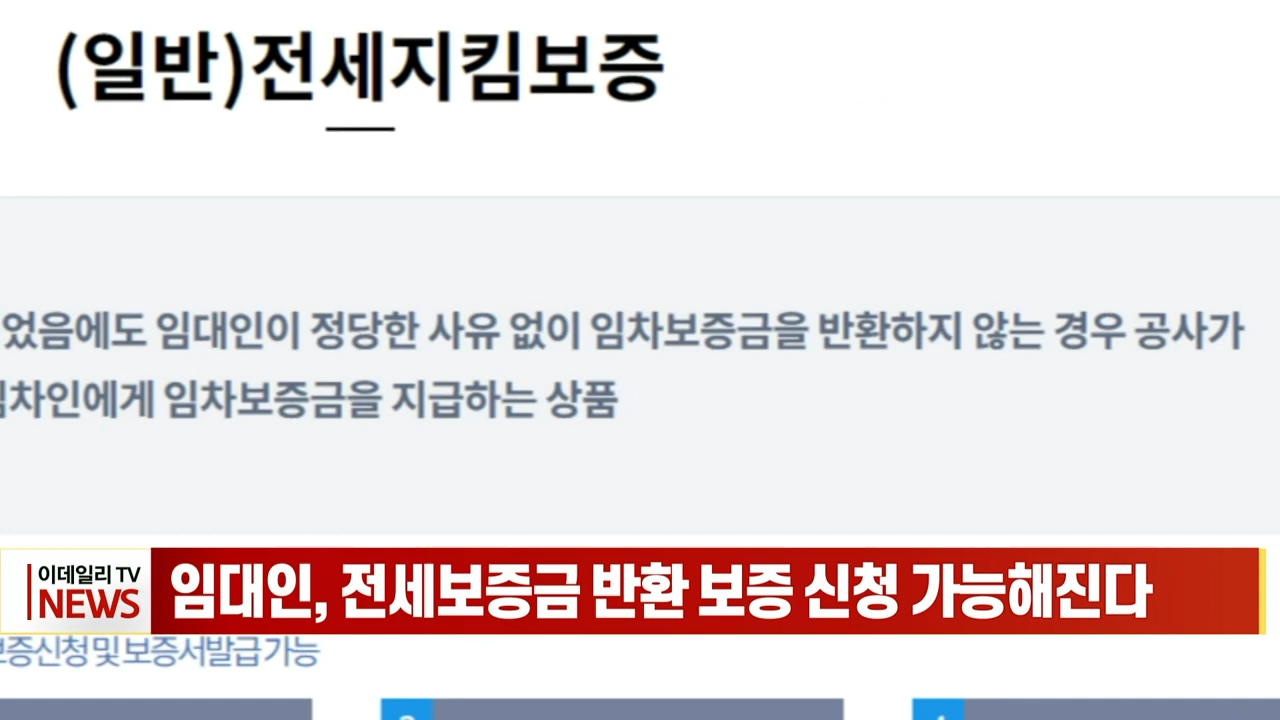 (일반)전세지킴보증
었음에도 임대인이 정당한 사유 없이 임차보증금을 반환하지 않는 경우 공사가
임차인에게 임차보증금을 지급하는 상품
이데일리 TV
NEWS
임대인, 전세보증금 반환 보증 신청 가능해진다
보증신청 및 보증서발급 가능